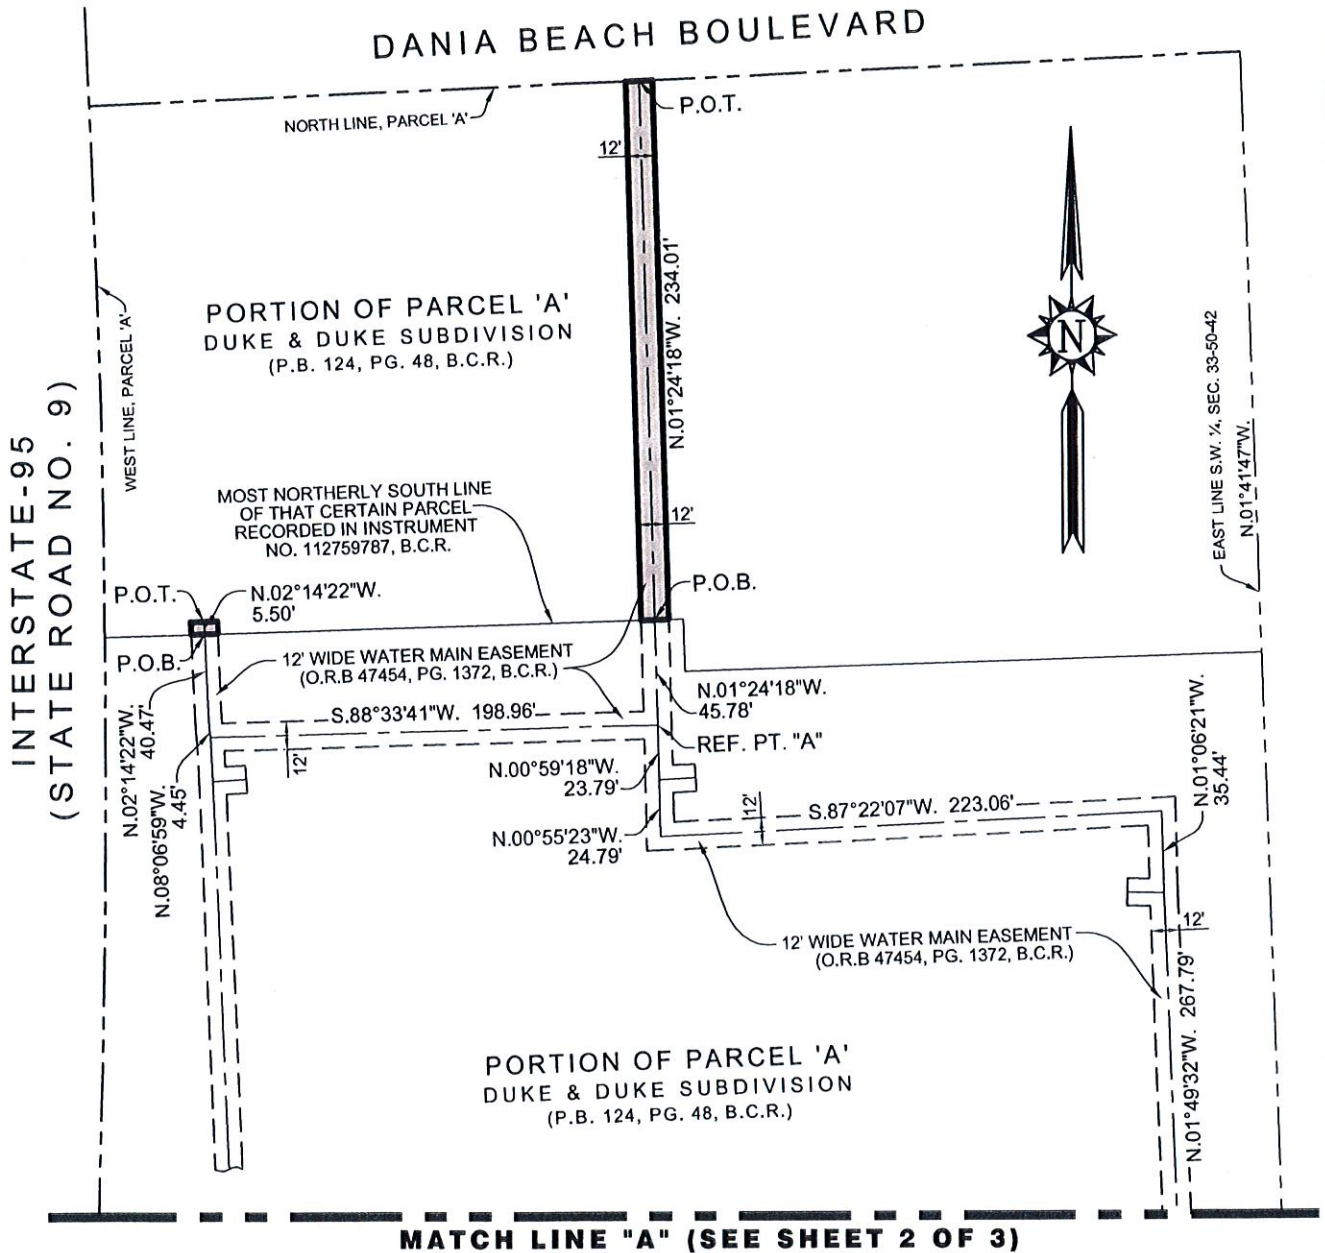 DANIA BEACH BOULEVARD
P.O.T.
NORTH LINE, PARCEL 'A'
12'
N.01°24'18"W. 234.01'
PORTION OF PARCEL 'A'
DUKE & DUKE SUBDIVISION
(P.B. 124, PG. 48, B.C.R.)
N
WEST LINE, PARCEL 'A'
INTERSTATE-95
(STATE ROAD NO. 9)
EAST LINE S.W. ¼, SEC. 33-50-42
N.01°41'47"W.
MOST NORTHERLY SOUTH LINE
OF THAT CERTAIN PARCEL
RECORDED IN INSTRUMENT
NO. 112759787, B.C.R.
12'
P.O.T.
N.02°14'22"W.
5.50'
P.O.B.
P.O.B.
12' WIDE WATER MAIN EASEMENT
(O.R.B 47454, PG. 1372, B.C.R.)
N.01°24'18"W.
45.78'
S.88°33'41"W. 198.96'
REF. PT. "A"
N.02°14'22"W.
40.47'
12'
N.08°06'59"W.
4.45'
N.00°59'18"W.
23.79'
N.01°06'21"W.
35.44'
12'
S.87°22'07"W. 223.06'
N.00°55'23"W.
24.79'
12'
12' WIDE WATER MAIN EASEMENT
(O.R.B 47454, PG. 1372, B.C.R.)
N.01°49'32"W. 267.79'
PORTION OF PARCEL 'A'
DUKE & DUKE SUBDIVISION
(P.B. 124, PG. 48, B.C.R.)
MATCH LINE "A" (SEE SHEET 2 OF 3)